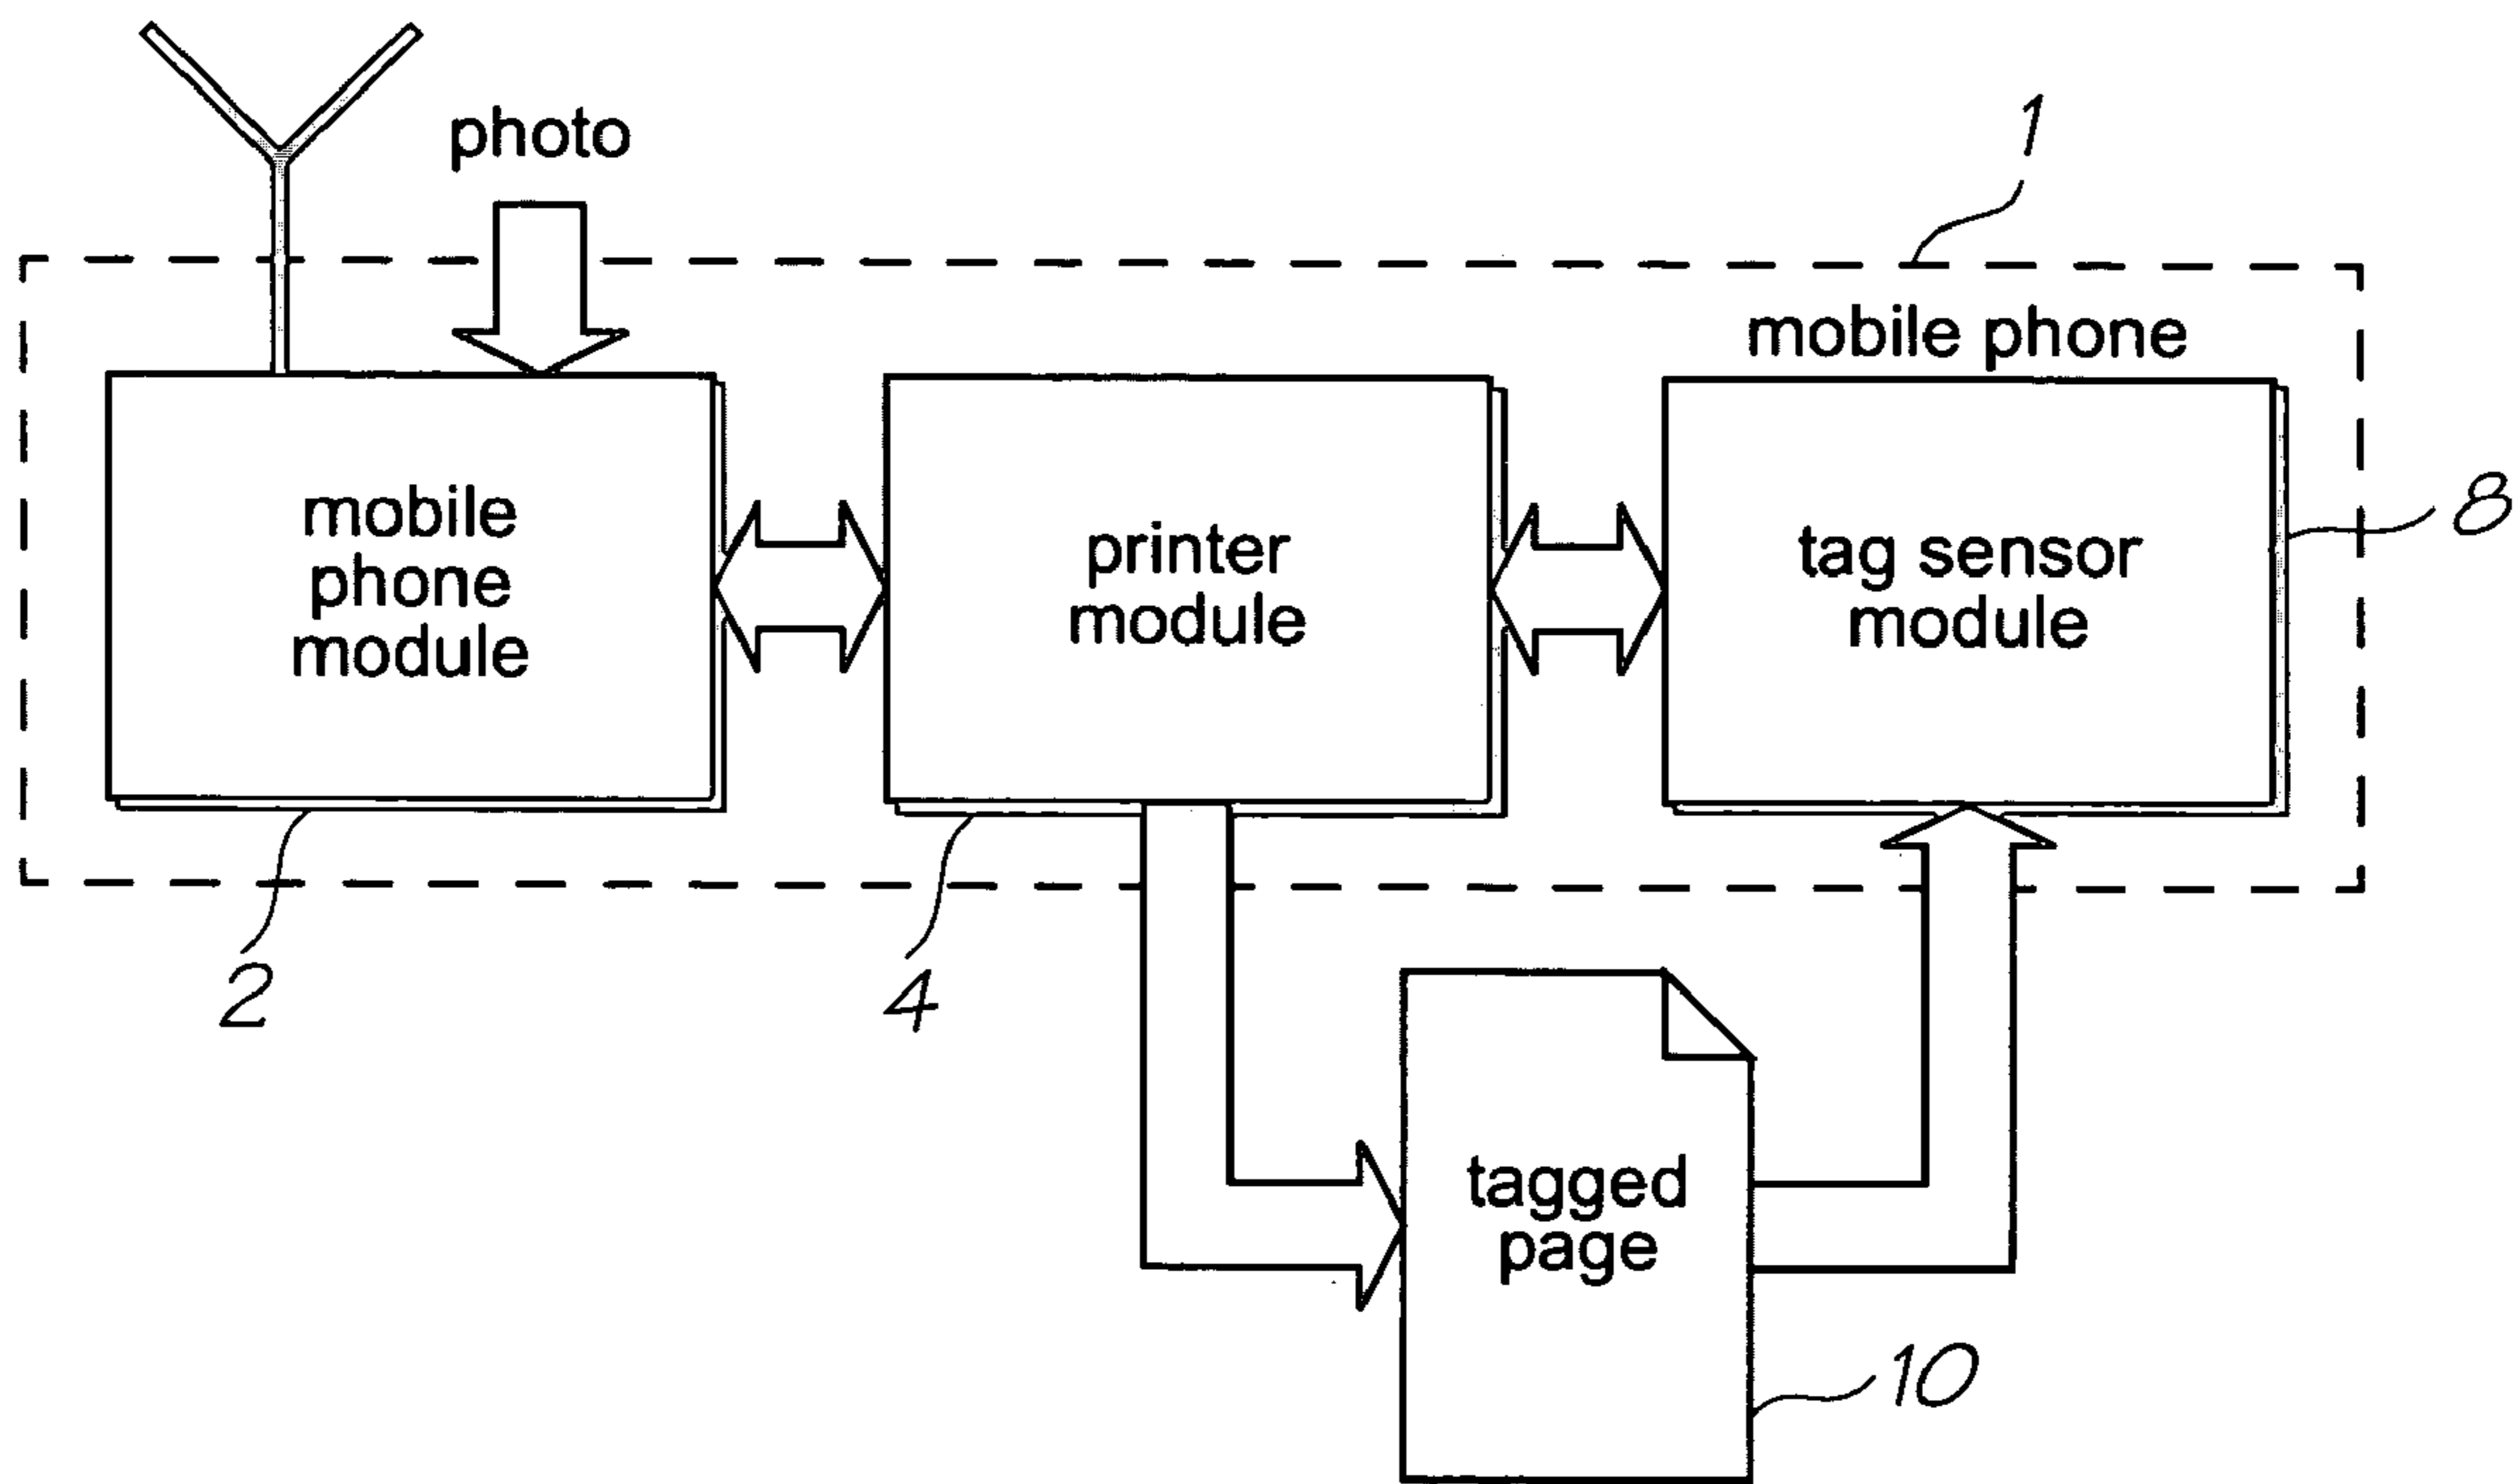 photo
1
mobile phone
mobile
phone
module
printer
module
tag sensor
module
8
2
4
tagged
page
10